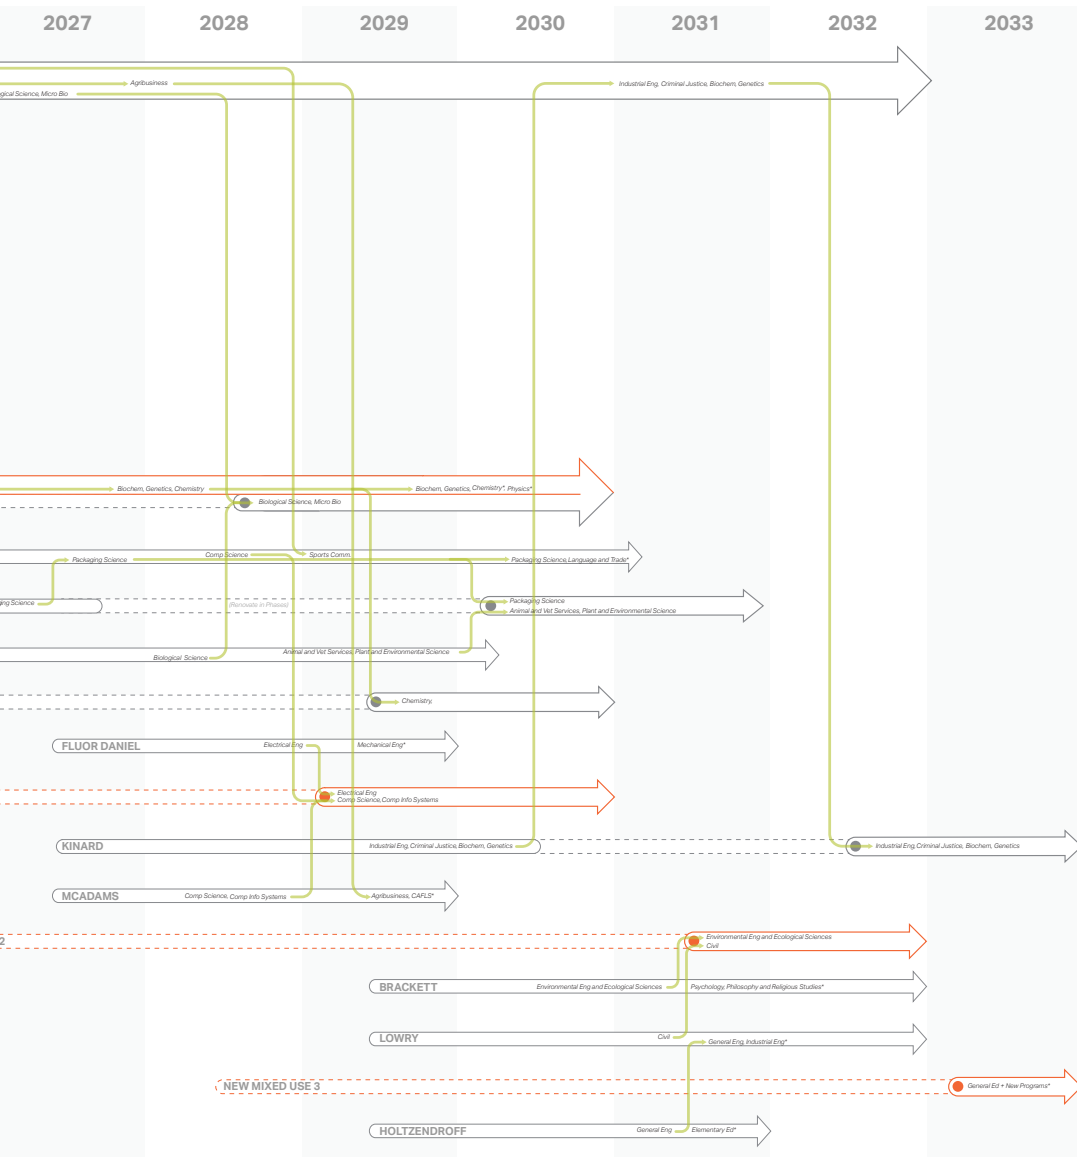 2027 2028 2029 2030 2031 2032 2033
Agribusiness
Industrial Eng, Criminal Justice, Biochem, Genetics
gical Science, Micro Bio
Biochem, Genetics, Chemistry
Biochem, Genetics, Chemistry*, Physics*
Biological Science, Micro Bio
Comp Science
Sports Comm.
Packaging Science
Packaging Science, Language and Trade*
ing Science
(Renovate in Phases)
Packaging Science
Animal and Vet Services, Plant and Environmental Science
Animal and Vet Services, Plant and Environmental Science
Biological Science
Chemistry,
FLUOR DANIEL
Electrical Eng
Mechanical Eng*
Electrical Eng
Comp Science, Comp Info Systems
KINARD
Industrial Eng, Criminal Justice, Biochem, Genetics
Industrial Eng, Criminal Justice, Biochem, Genetics
MCADAMS
Comp Science, Comp Info Systems
Agribusiness, CAFLS*
2
Environmental Eng and Ecological Sciences
Civil
BRACKETT
Environmental Eng and Ecological Sciences
Psychology, Philosophy and Religious Studies*
LOWRY
Civil
General Eng, Industrial Eng*
NEW MIXED USE 3
General Ed + New Programs*
HOLTZENDROFF
General Eng
Elementary Ed*